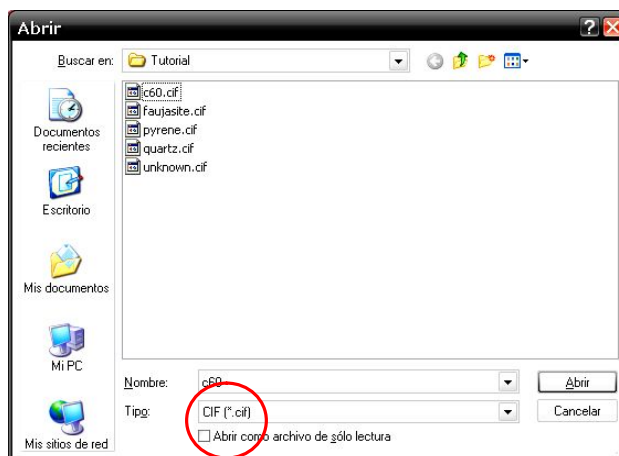 Abrir
Buscar en: Tutorial
c60.cif
faujasite.cif
pyrene.cif
quartz.cif
unknown.cif
Documentos
recientes
Escritorio
Mis documentos
Mi PC
Mis sitios de red
Nombre: c60 Abrir
Tipo: CIF (*.cif) Cancelar
Abrir como archivo de sólo lectura